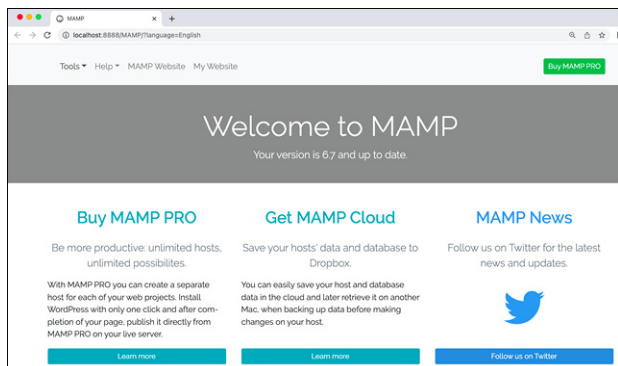 MAMP
localhost:8888/MAMP/?language=English
Tools Help MAMP Website My Website
Buy MAMP PRO
Welcome to MAMP
Your version is 6.7 and up to date.
Buy MAMP PRO
Be more productive: unlimited hosts,
unlimited possibilites.
With MAMP PRO you can create a separate
host for each of your web projects. Install
WordPress with only one click and after com-
pletion of your page, publish it directly from
MAMP PRO on your live server.
Learn more
Get MAMP Cloud
Save your hosts' data and database to
Dropbox.
You can easily save your host and database
data in the cloud and later retrieve it on another
Mac, when backing up data before making
changes on your host.
Learn more
MAMP News
Follow us on Twitter for the latest
news and updates.
Follow us on Twitter